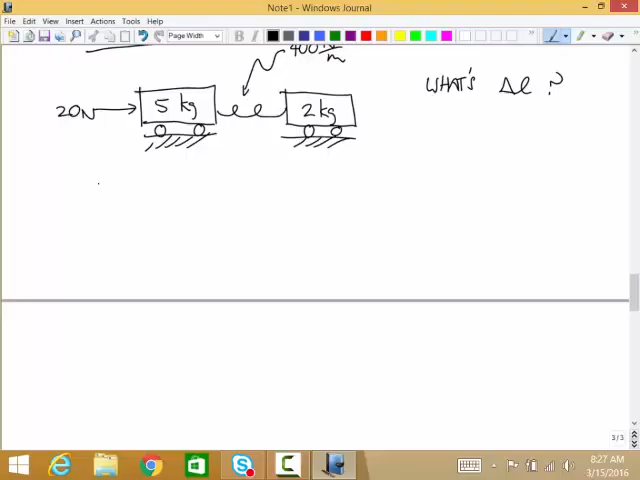 Note1 - Windows Journal
File Edit View Insert Actions Tools Help
Page Width
B
400 N/m
WHAT'S Δℓ ?
20N 5 kg 2 kg
3/3
8:27 AM
3/15/2016